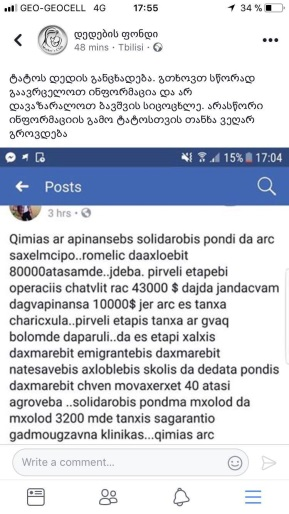 GEO-GEOCELL 4G 17:55 34 %
დედების ფონდი
48 mins · Tbilisi ·
ტატოს დედის განცხადება. გთხოვთ სწორად
გაავრცელოთ ინფორმაცია და არ
დავაზარალოთ ბავშვის სიცოცხლე. არასწორი
ინფორმაციის გამო ტატოსთვის თანხა ვეღარ
გროვდება
15% 17:04
Posts
3 hrs ·
Qimias ar apinansebs solidarobis pondi da arc
saxelmcipo..romelic daaxloebit
80000atasamde..jdeba. pirveli etapebi
operaciis chatvlit rac 43000 $ dajda jandacvam
dagvapinansa 10000$ jer arc es tanxa
charicxula..pirveli etapis tanxa ar gvaq
bolomde daparuli..da es etapi xalxis
daxmarebit emigrantebis daxmarebit
natesavebis axloblebis skolis da dedata pondis
daxmarebit chven movaxerxet 40 atasi
agroveba ..solidarobis pondma mxolod da
mxolod 3200 mde tanxis sagarantio
gadmougzavna klinikas...qimias arc
Write a comment...